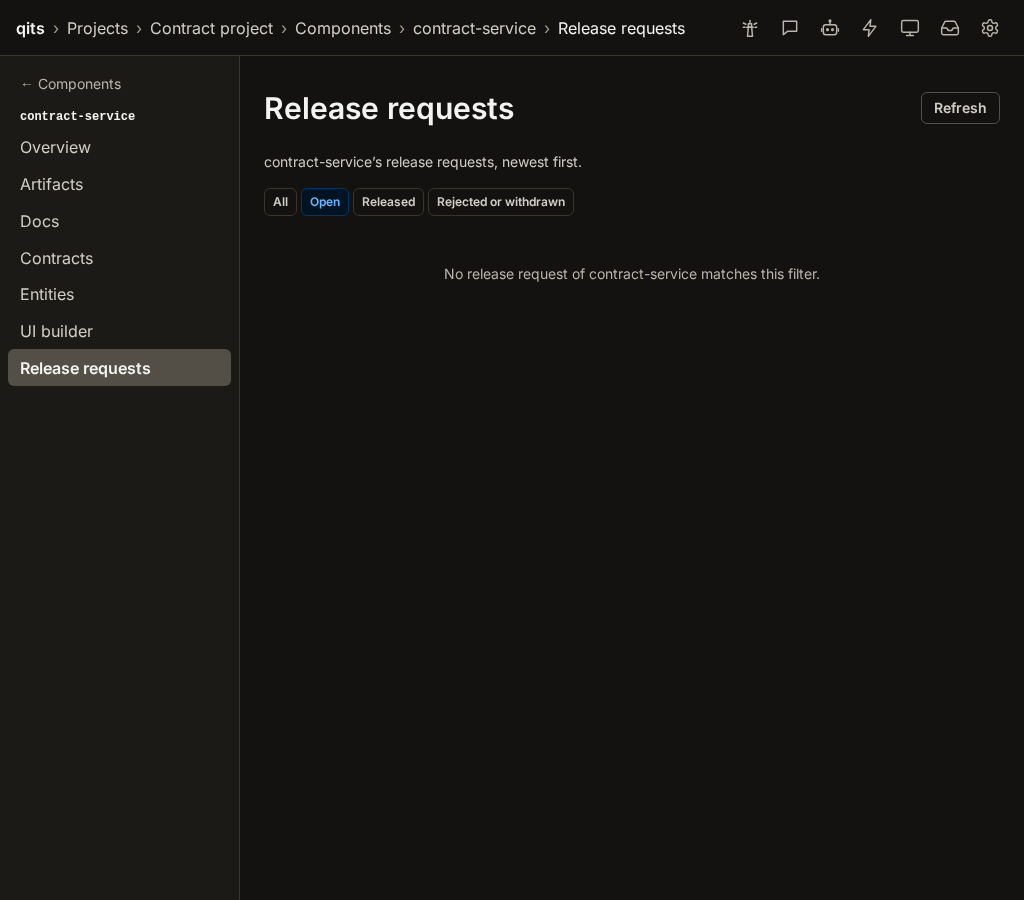 qits › Projects › Contract project › Components › contract-service › Release requests
← Components
contract-service
Overview
Artifacts
Docs
Contracts
Entities
UI builder
Release requests
Release requests
Refresh
contract-service’s release requests, newest first.
All Open Released Rejected or withdrawn
No release request of contract-service matches this filter.